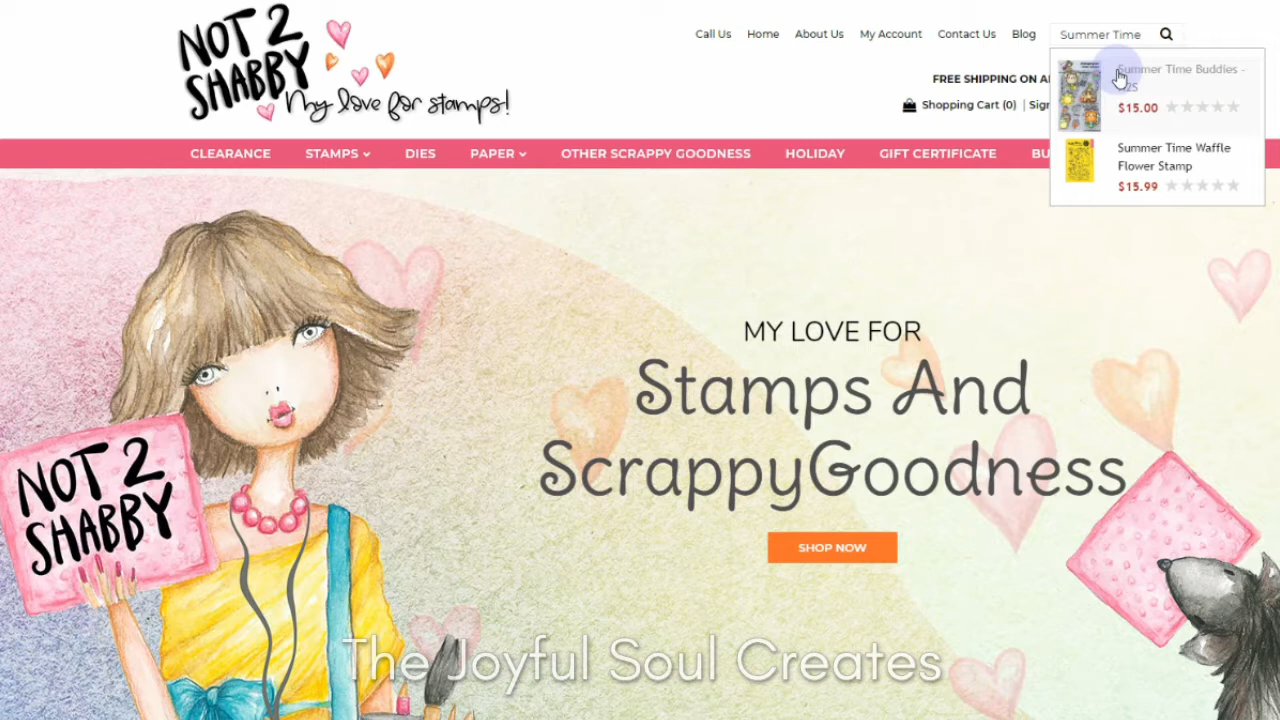 NOT 2
SHABBY
My love for stamps!
Call Us Home About Us My Account Contact Us Blog
Summer Time
FREE SHIPPING ON
Shopping Cart (0) | Sign
Summer Time Buddies -
$15.00
Summer Time Waffle
Flower Stamp
$15.99
CLEARANCE STAMPS DIES PAPER OTHER SCRAPPY GOODNESS HOLIDAY GIFT CERTIFICATE BU
MY LOVE FOR
Stamps And
ScrappyGoodness
SHOP NOW
NOT 2
SHABBY
The Joyful Soul Creates